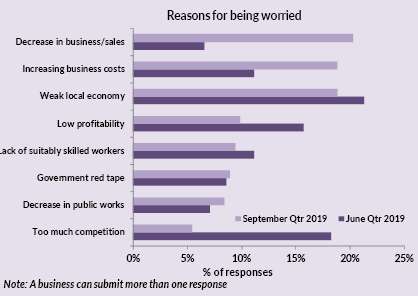 Reasons for being worried
Decrease in business/sales
Increasing business costs
Weak local economy
Low profitability
Lack of suitably skilled workers
Government red tape
Decrease in public works
Too much competition
September Qtr 2019 June Qtr 2019
0% 5% 10% 15% 20% 25%
% of responses
Note: A business can submit more than one response